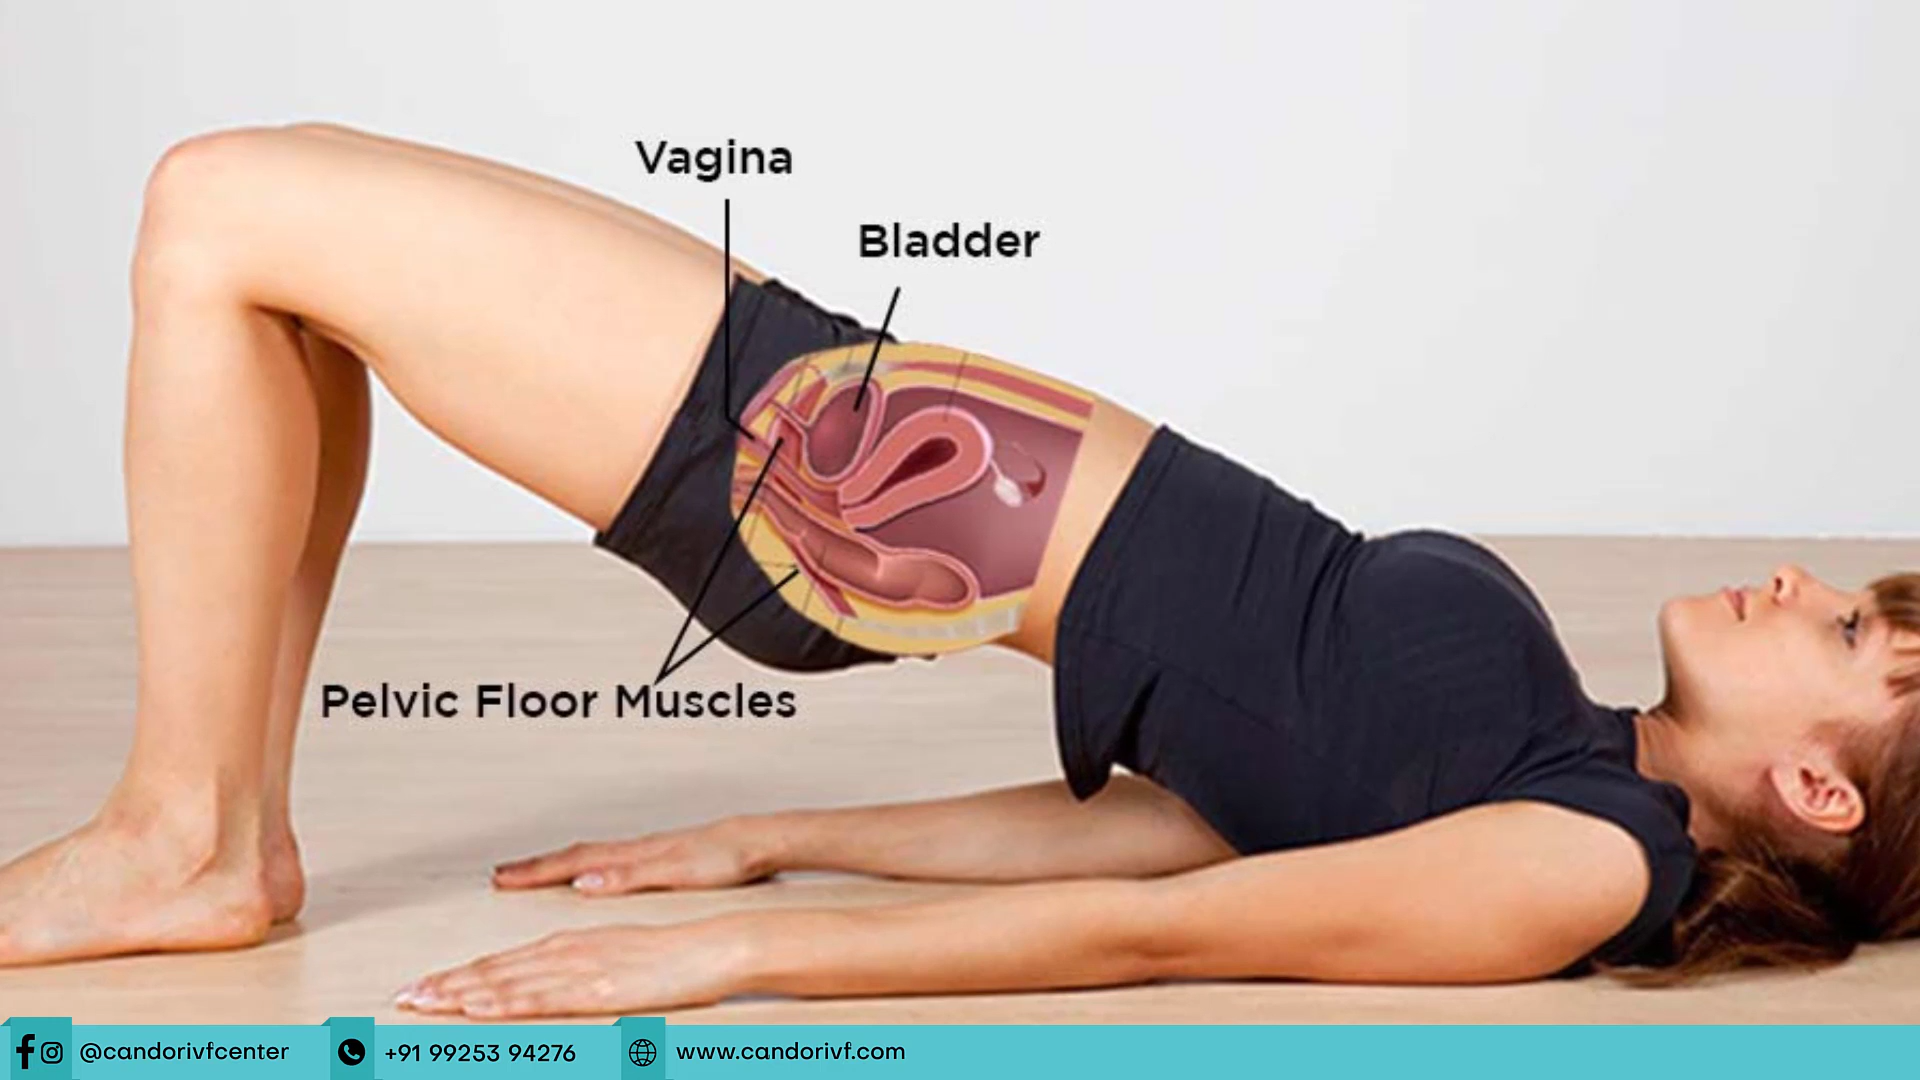 Vagina
Bladder
Pelvic Floor Muscles
@candorivfcenter
+91 99253 94276
www.candorivf.com